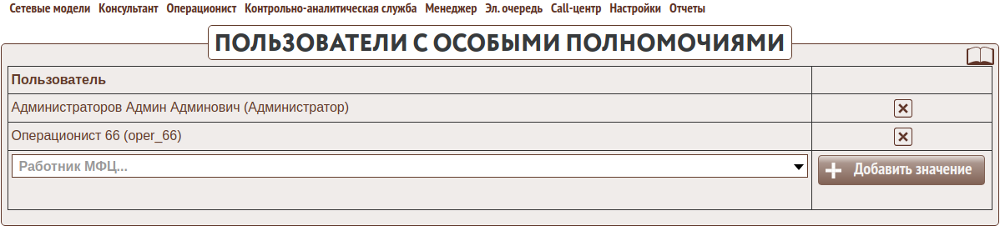 Сетевые модели Консультант Операционист Контрольно-аналитическая служба Менеджер Эл. очередь Call-центр Настройки Отчеты
ПОЛЬЗОВАТЕЛИ С ОСОБЫМИ ПОЛНОМОЧИЯМИ
Пользователь
Администраторов Админ Админович (Администратор)
Операционист 66 (oper_66)
Работник МФЦ... Добавить значение